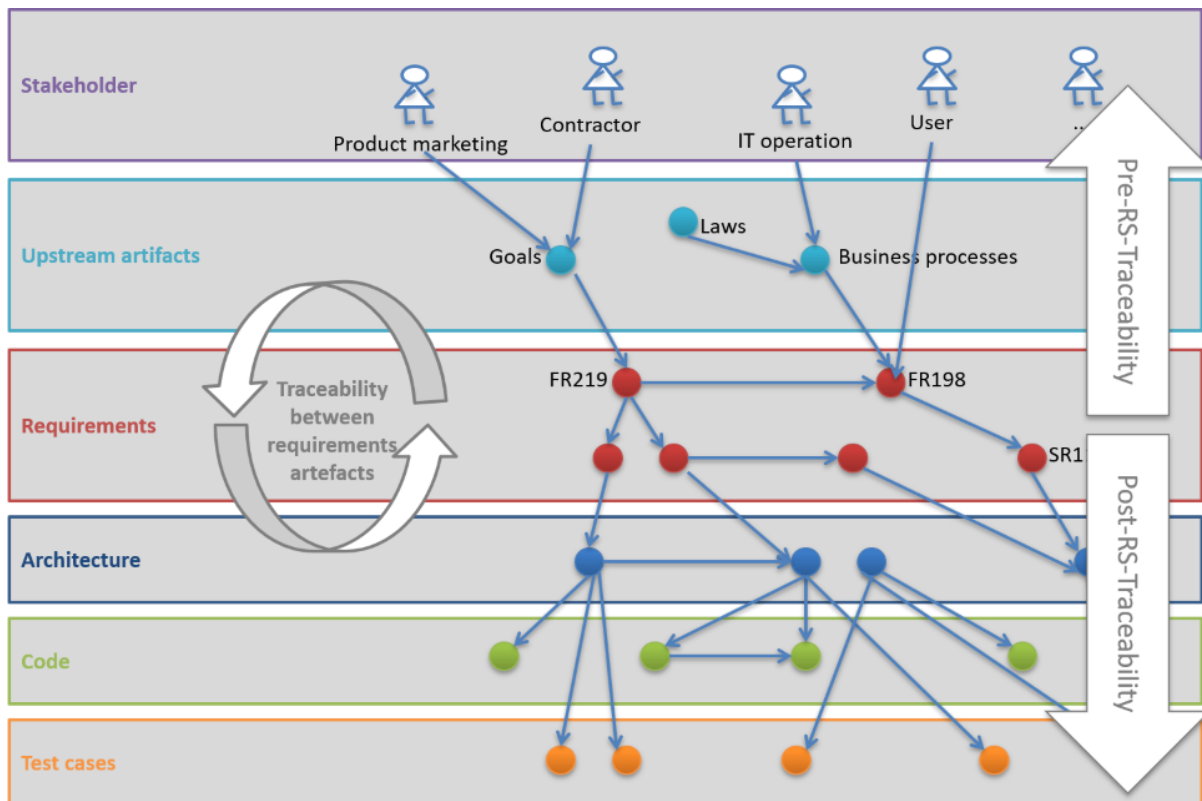 Stakeholder
Product marketing
Contractor
IT operation
User
..
Upstream artifacts
Goals
Laws
Business processes
Pre-RS-Traceability
Requirements
FR219
FR198
Traceability
between
requirements
artefacts
SR1
Post-RS-Traceability
Architecture
Code
Test cases